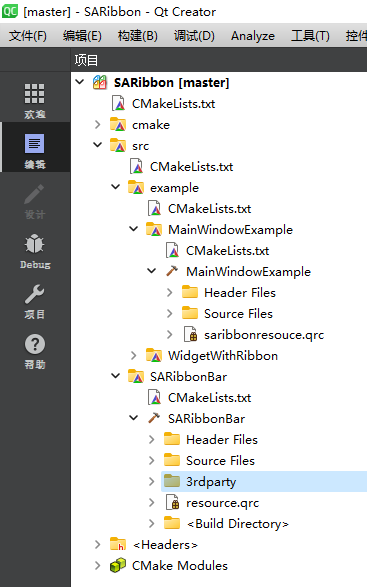 [master] - SARibbon - Qt Creator
文件(F) 编辑(E) 构建(B) 调试(D) Analyze 工具(T) 控件
项目
SARibbon [master]
CMakeLists.txt
cmake
src
CMakeLists.txt
example
CMakeLists.txt
MainWindowExample
CMakeLists.txt
MainWindowExample
Header Files
Source Files
saribbonresouce.qrc
WidgetWithRibbon
SARibbonBar
CMakeLists.txt
SARibbonBar
Header Files
Source Files
3rdparty
resource.qrc
<Build Directory>
<Headers>
CMake Modules
QC
欢迎
编辑
设计
Debug
项目
帮助